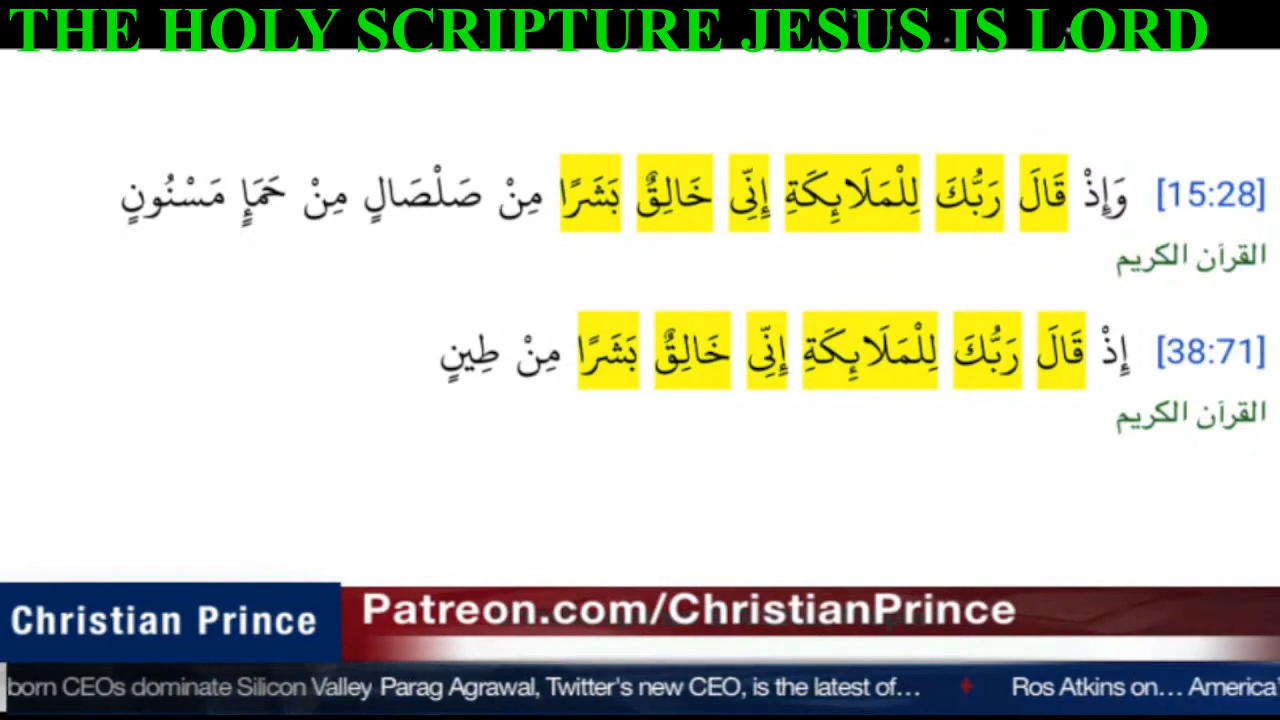 THE HOLY SCRIPTURE JESUS IS LORD
[15:28] وَإِذْ قَالَ رَبُّكَ لِلْمَلَائِكَةِ إِنِّى خَالِقٌ بَشَرًا مِنْ صَلْصَالٍ مِنْ حَمَإٍ مَسْنُونٍ
القرآن الكريم
[38:71] إِذْ قَالَ رَبُّكَ لِلْمَلَائِكَةِ إِنِّى خَالِقٌ بَشَرًا مِنْ طِينٍ
القرآن الكريم
Christian Prince
Patreon.com/ChristianPrince
born CEOs dominate Silicon Valley Parag Agrawal, Twitter's new CEO, is the latest of... Ros Atkins on... America'